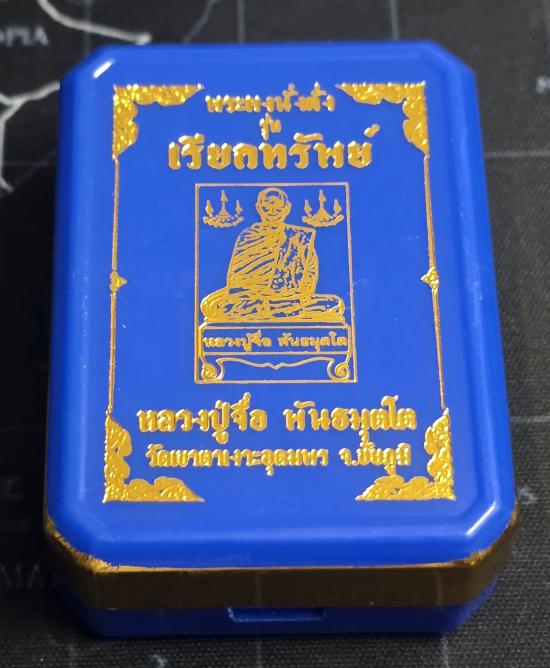 พระผงนั่งตั่ง
รุ่น
เรียกทรัพย์
หลวงปู่จื่อ พันธมุตโต
หลวงปู่จื่อ พันธมุตโต
วัดเขาตาเงาะอุดมพร จ.ชัยภูมิ